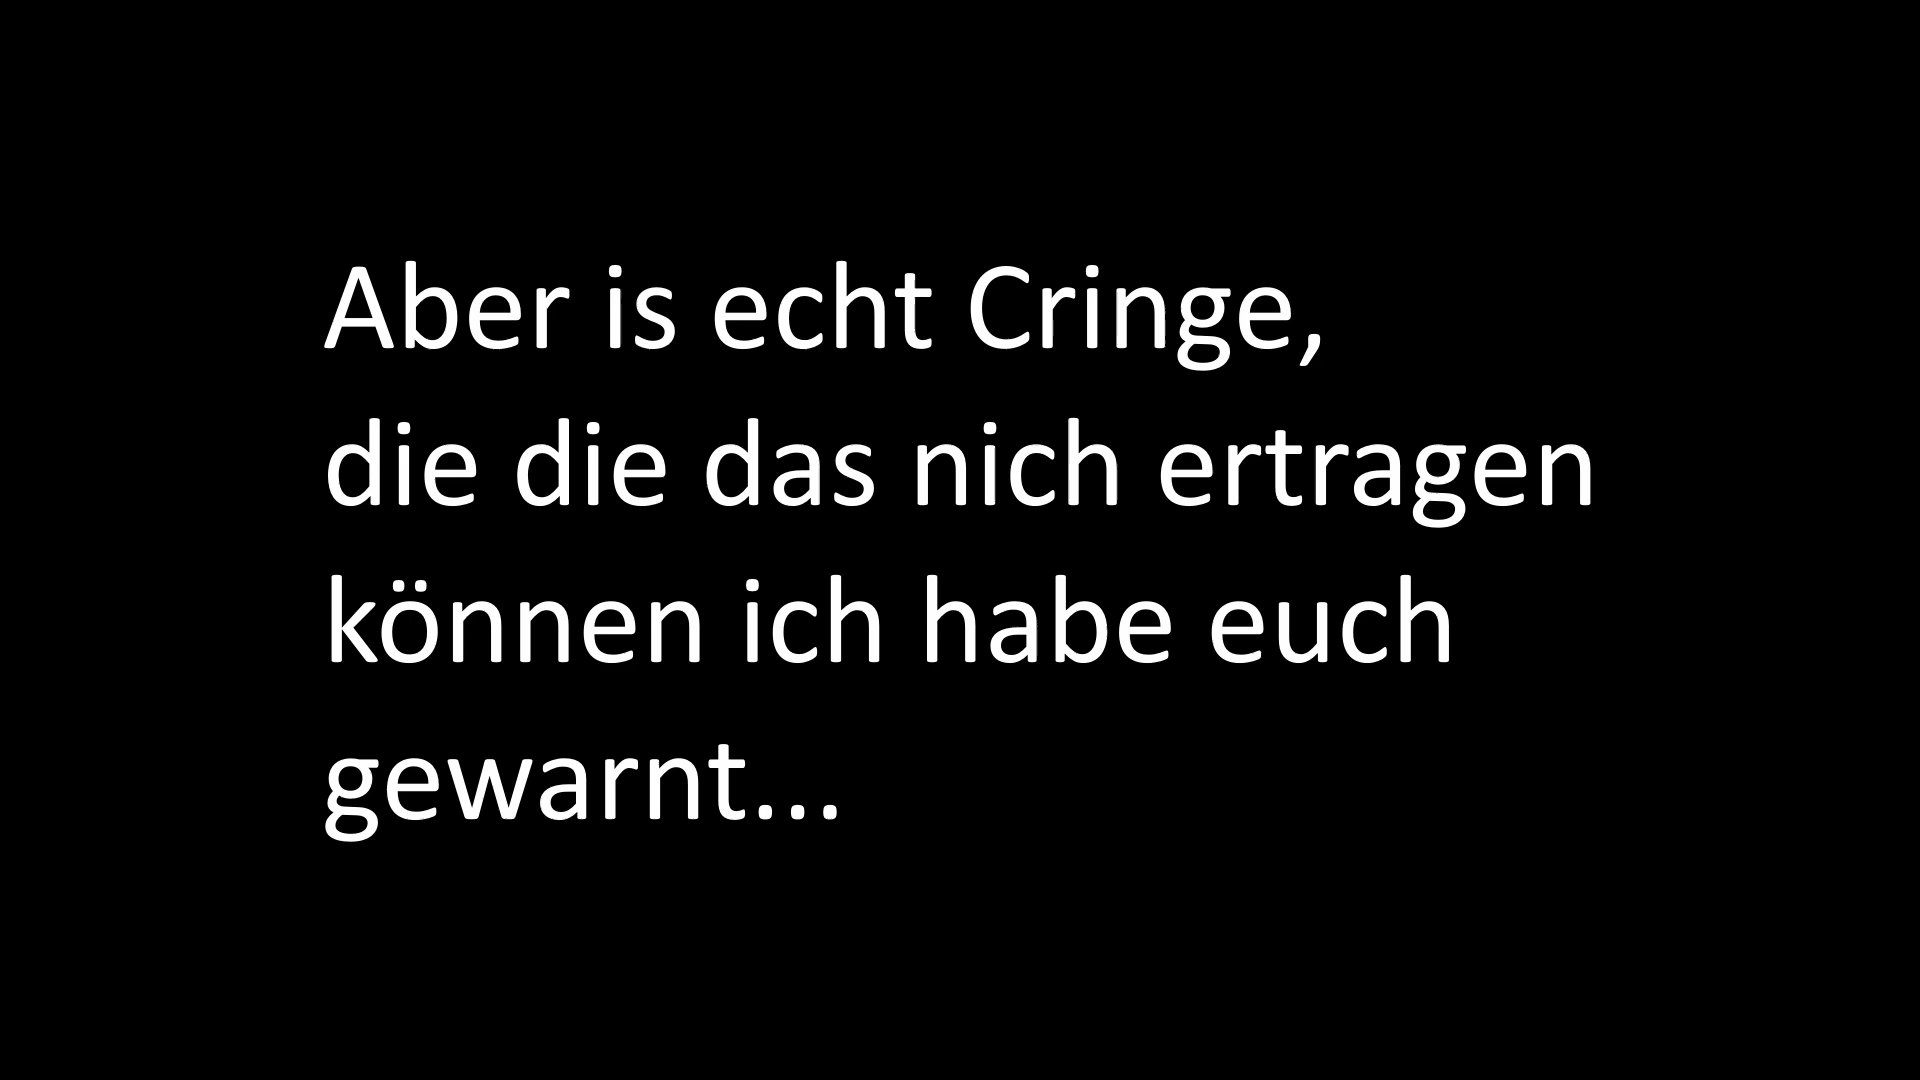 Aber is echt Cringe,
die die das nich ertragen
können ich habe euch
gewarnt...